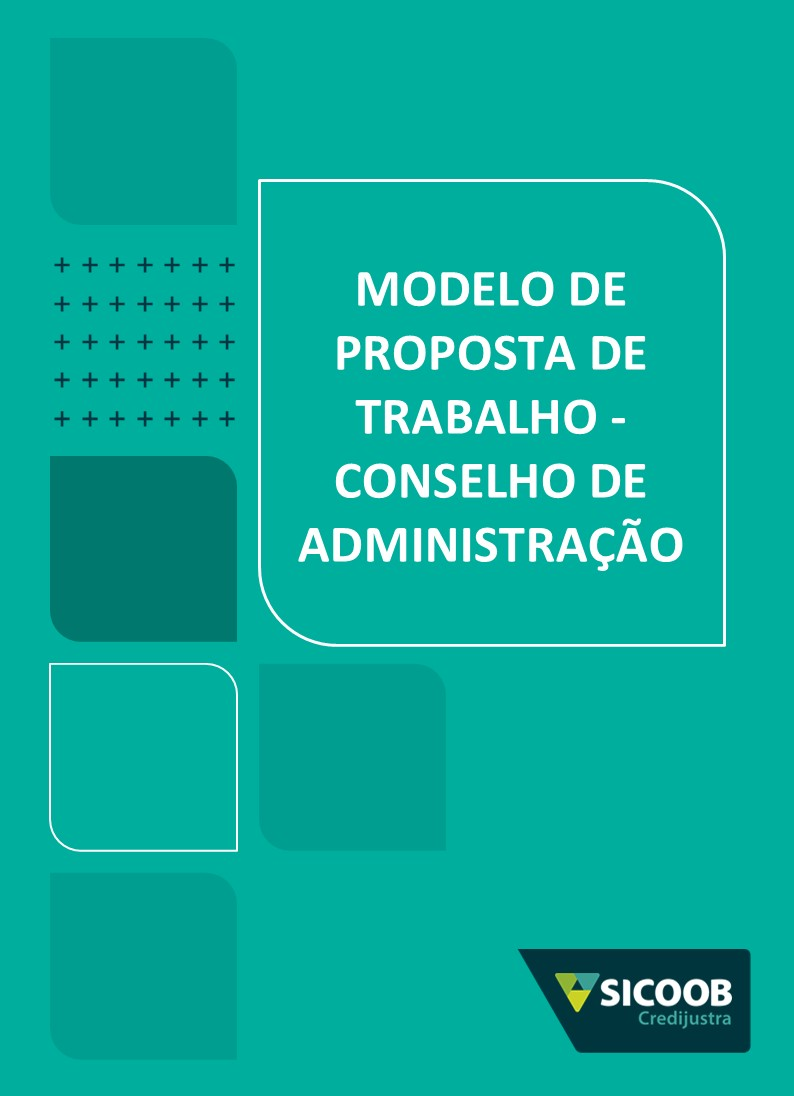 MODELO DE
PROPOSTA DE
TRABALHO -
CONSELHO DE
ADMINISTRAÇÃO
SICOOB
Credijustra